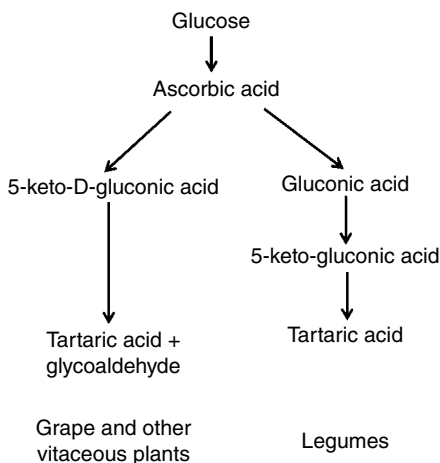 Glucose
Ascorbic acid
5-keto-D-gluconic acid
Gluconic acid
5-keto-gluconic acid
Tartaric acid +
glycoaldehyde
Tartaric acid
Grape and other
vitaceous plants
Legumes